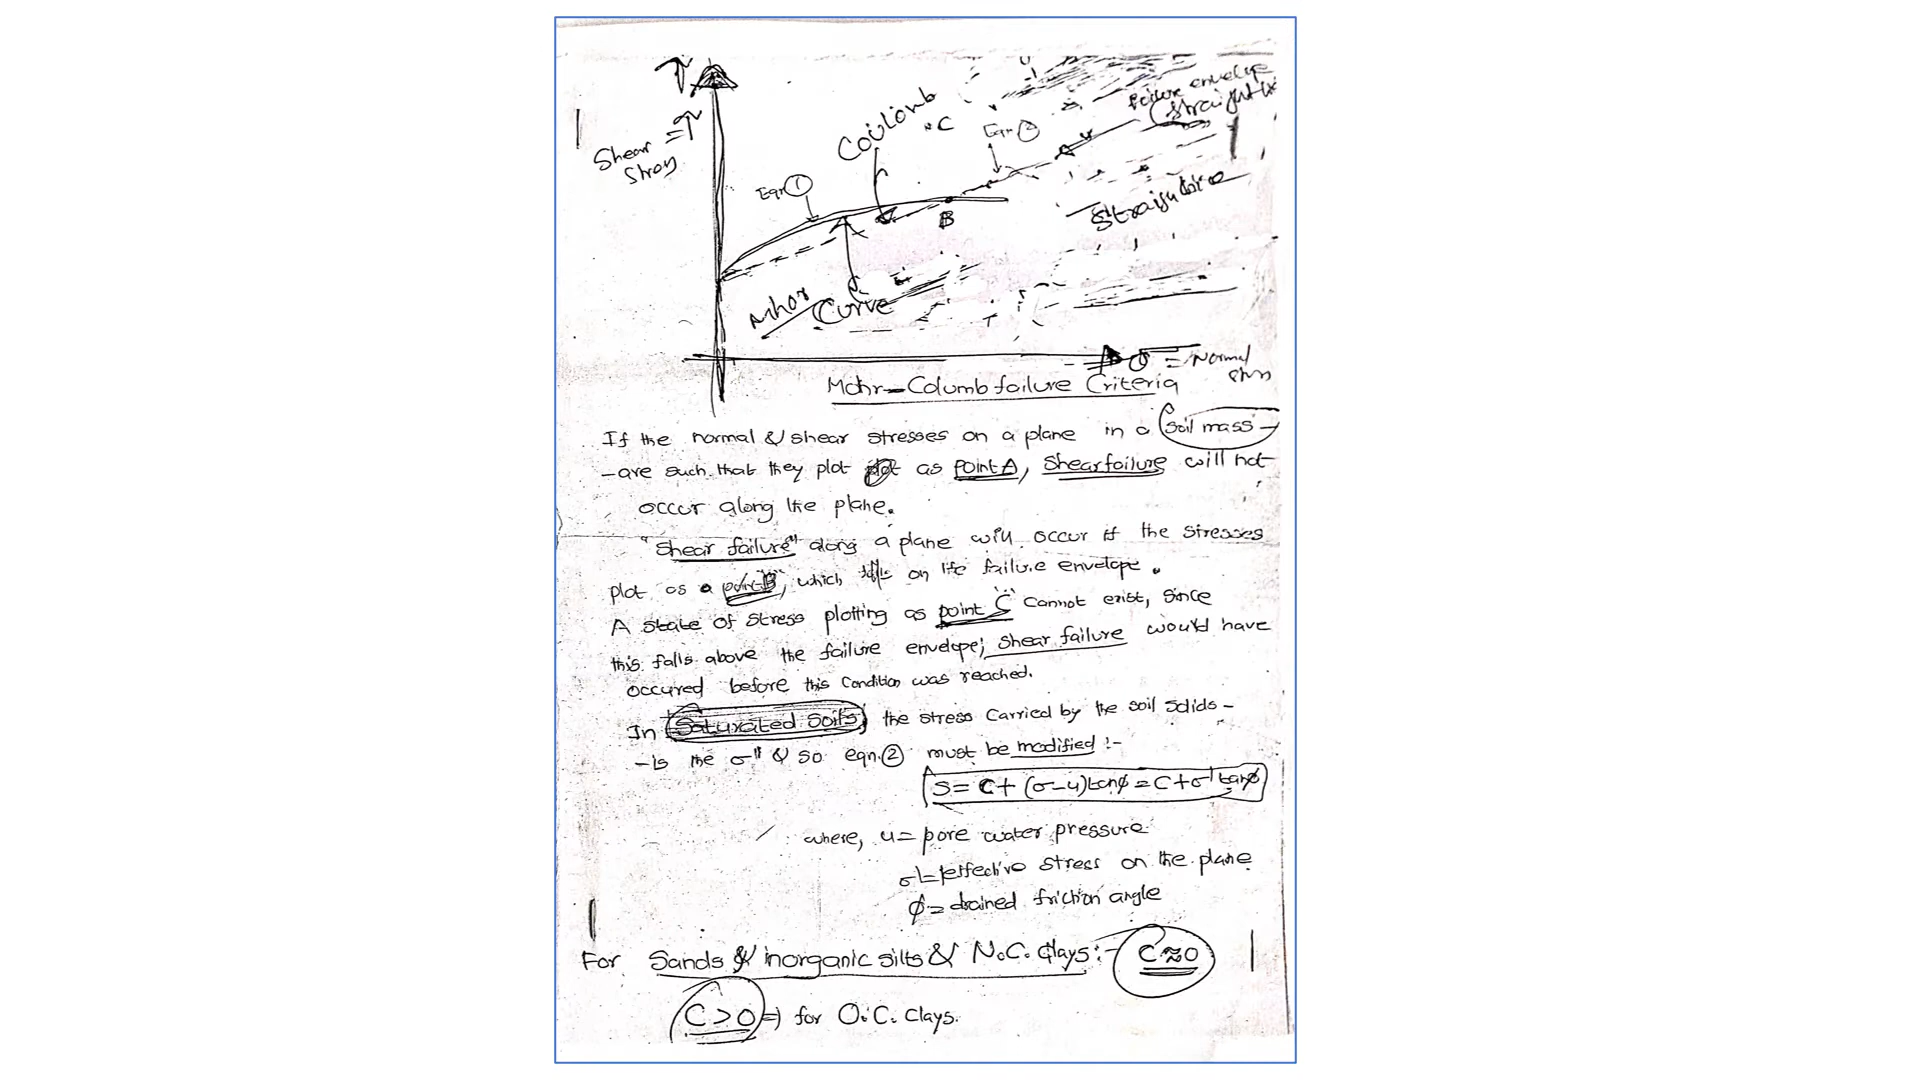 τ
Shear = τ
Coulomb
.C
Eqn ②
failure envelope
(straight
Eqn ①
B
Straight line
Mhor Curve
σ = Normal
Mohr-Columb failure Criteria
If the normal & shear stresses on a plane in a soil mass -
- are such that they plot as point A, Shear failure will not
occur along the plane.
"Shear failure" along a plane will occur if the stresses
plot as a point "B", which falls on the failure envelope.
A state of stress plotting as point "C" cannot exist, since
this falls above the failure envelope; shear failure would have
occured before this Condition was reached.
In Saturated Soils, the stress carried by the soil solids -
- is the σ" & so eqn.② must be modified :-
S = C + (σ-u)tanϕ = C + σ' tanϕ
where, u = pore water pressure
σ' = effective stress on the plane
ϕ = drained friction angle
For Sands & inorganic silts & N.C. Clays :- C≈0
C>0 ⇒ for O.C. Clays.